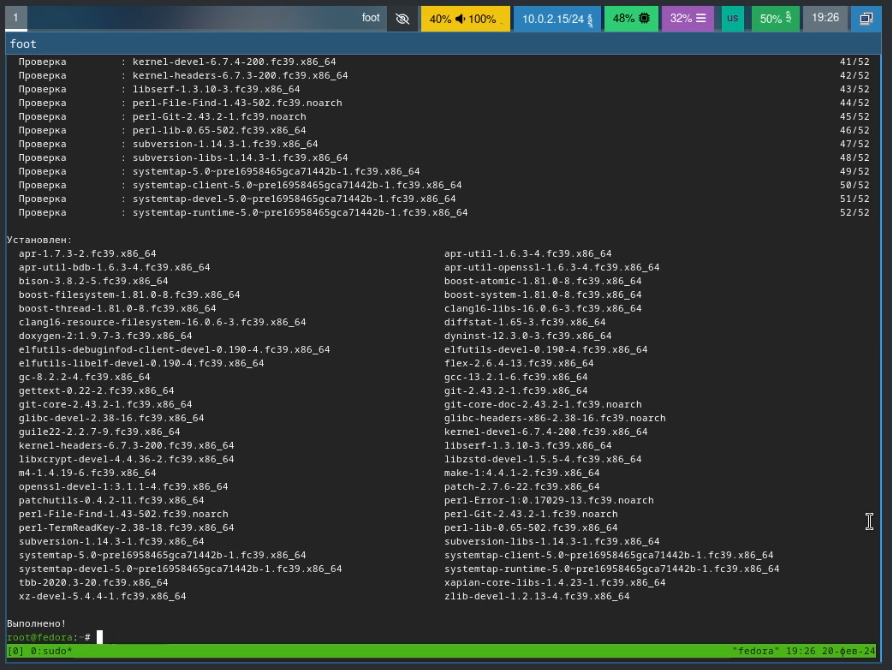 1 foot 40% 100% 10.0.2.15/24 48% 32% us 50% 19:26
foot
Проверка : kernel-devel-6.7.4-200.fc39.x86_64 41/52
Проверка : kernel-headers-6.7.3-200.fc39.x86_64 42/52
Проверка : libserf-1.3.10-3.fc39.x86_64 43/52
Проверка : perl-File-Find-1.43-502.fc39.noarch 44/52
Проверка : perl-Git-2.43.2-1.fc39.noarch 45/52
Проверка : perl-lib-0.65-502.fc39.x86_64 46/52
Проверка : subversion-1.14.3-1.fc39.x86_64 47/52
Проверка : subversion-libs-1.14.3-1.fc39.x86_64 48/52
Проверка : systemtap-5.0~pre16958465gca71442b-1.fc39.x86_64 49/52
Проверка : systemtap-client-5.0~pre16958465gca71442b-1.fc39.x86_64 50/52
Проверка : systemtap-devel-5.0~pre16958465gca71442b-1.fc39.x86_64 51/52
Проверка : systemtap-runtime-5.0~pre16958465gca71442b-1.fc39.x86_64 52/52
Установлен:
apr-1.7.3-2.fc39.x86_64 apr-util-1.6.3-4.fc39.x86_64
apr-util-bdb-1.6.3-4.fc39.x86_64 apr-util-openssl-1.6.3-4.fc39.x86_64
bison-3.8.2-5.fc39.x86_64 boost-atomic-1.81.0-8.fc39.x86_64
boost-filesystem-1.81.0-8.fc39.x86_64 boost-system-1.81.0-8.fc39.x86_64
boost-thread-1.81.0-8.fc39.x86_64 clang16-libs-16.0.6-3.fc39.x86_64
clang16-resource-filesystem-16.0.6-3.fc39.x86_64 diffstat-1.65-3.fc39.x86_64
doxygen-2:1.9.7-3.fc39.x86_64 dyninst-12.3.0-3.fc39.x86_64
elfutils-debuginfod-client-devel-0.190-4.fc39.x86_64 elfutils-devel-0.190-4.fc39.x86_64
elfutils-libelf-devel-0.190-4.fc39.x86_64 flex-2.6.4-13.fc39.x86_64
gc-8.2.2-4.fc39.x86_64 gcc-13.2.1-6.fc39.x86_64
gettext-0.22-2.fc39.x86_64 git-2.43.2-1.fc39.x86_64
git-core-2.43.2-1.fc39.x86_64 git-core-doc-2.43.2-1.fc39.noarch
glibc-devel-2.38-16.fc39.x86_64 glibc-headers-x86-2.38-16.fc39.noarch
guile22-2.2.7-9.fc39.x86_64 kernel-devel-6.7.4-200.fc39.x86_64
kernel-headers-6.7.3-200.fc39.x86_64 libserf-1.3.10-3.fc39.x86_64
libxcrypt-devel-4.4.36-2.fc39.x86_64 libzstd-devel-1.5.5-4.fc39.x86_64
m4-1.4.19-6.fc39.x86_64 make-1:4.4.1-2.fc39.x86_64
openssl-devel-1:3.1.1-4.fc39.x86_64 patch-2.7.6-22.fc39.x86_64
patchutils-0.4.2-11.fc39.x86_64 perl-Error-1:0.17029-13.fc39.noarch
perl-File-Find-1.43-502.fc39.noarch perl-Git-2.43.2-1.fc39.noarch
perl-TermReadKey-2.38-18.fc39.x86_64 perl-lib-0.65-502.fc39.x86_64
subversion-1.14.3-1.fc39.x86_64 subversion-libs-1.14.3-1.fc39.x86_64
systemtap-5.0~pre16958465gca71442b-1.fc39.x86_64 systemtap-client-5.0~pre16958465gca71442b-1.fc39.x86_64
systemtap-devel-5.0~pre16958465gca71442b-1.fc39.x86_64 systemtap-runtime-5.0~pre16958465gca71442b-1.fc39.x86_64
tbb-2020.3-20.fc39.x86_64 xapian-core-libs-1.4.23-1.fc39.x86_64
xz-devel-5.4.4-1.fc39.x86_64 zlib-devel-1.2.13-4.fc39.x86_64
Выполнено!
root@fedora:~#
[0] 0:sudo* "fedora" 19:26 20-фев-24